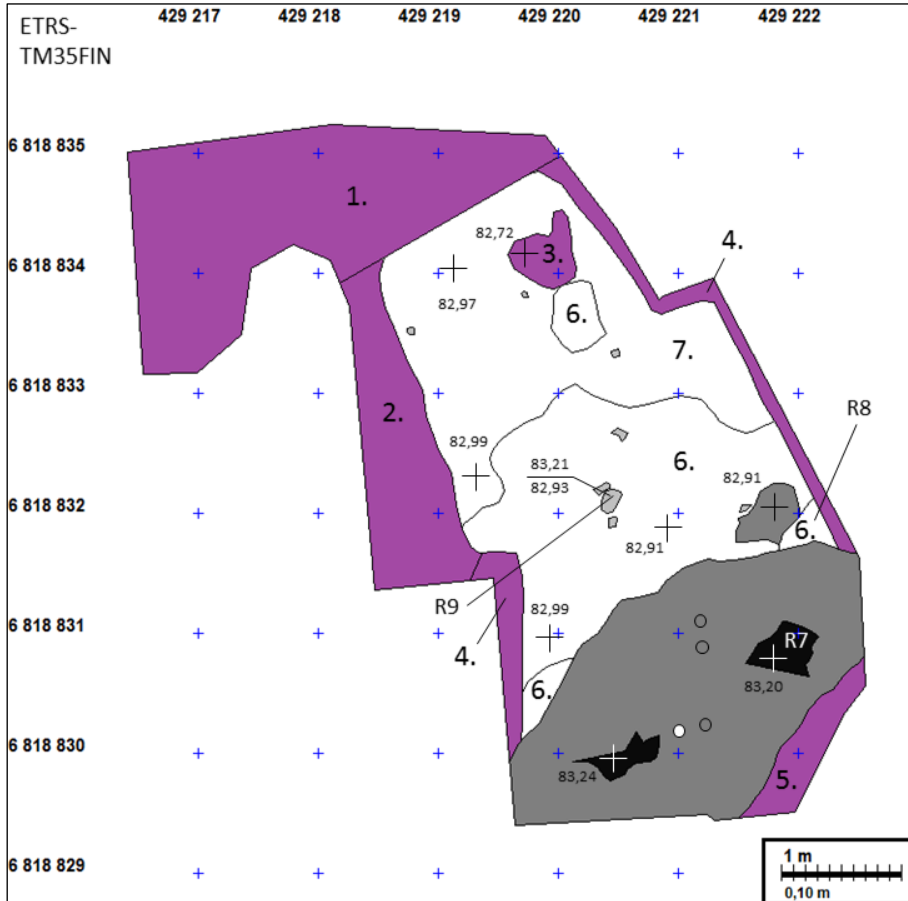 429 217 429 218 429 219 429 220 429 221 429 222
ETRS-
TM35FIN
6 818 835
1.
82,72
3.
4.
6 818 834
82,97
6.
7.
6 818 833
2.
R8
82,99
83,21
82,93
6.
82,91
6 818 832
82,91
6.
R9
82,99
6 818 831
4.
R7
6.
83,20
6 818 830
83,24
5.
6 818 829
1 m
0,10 m